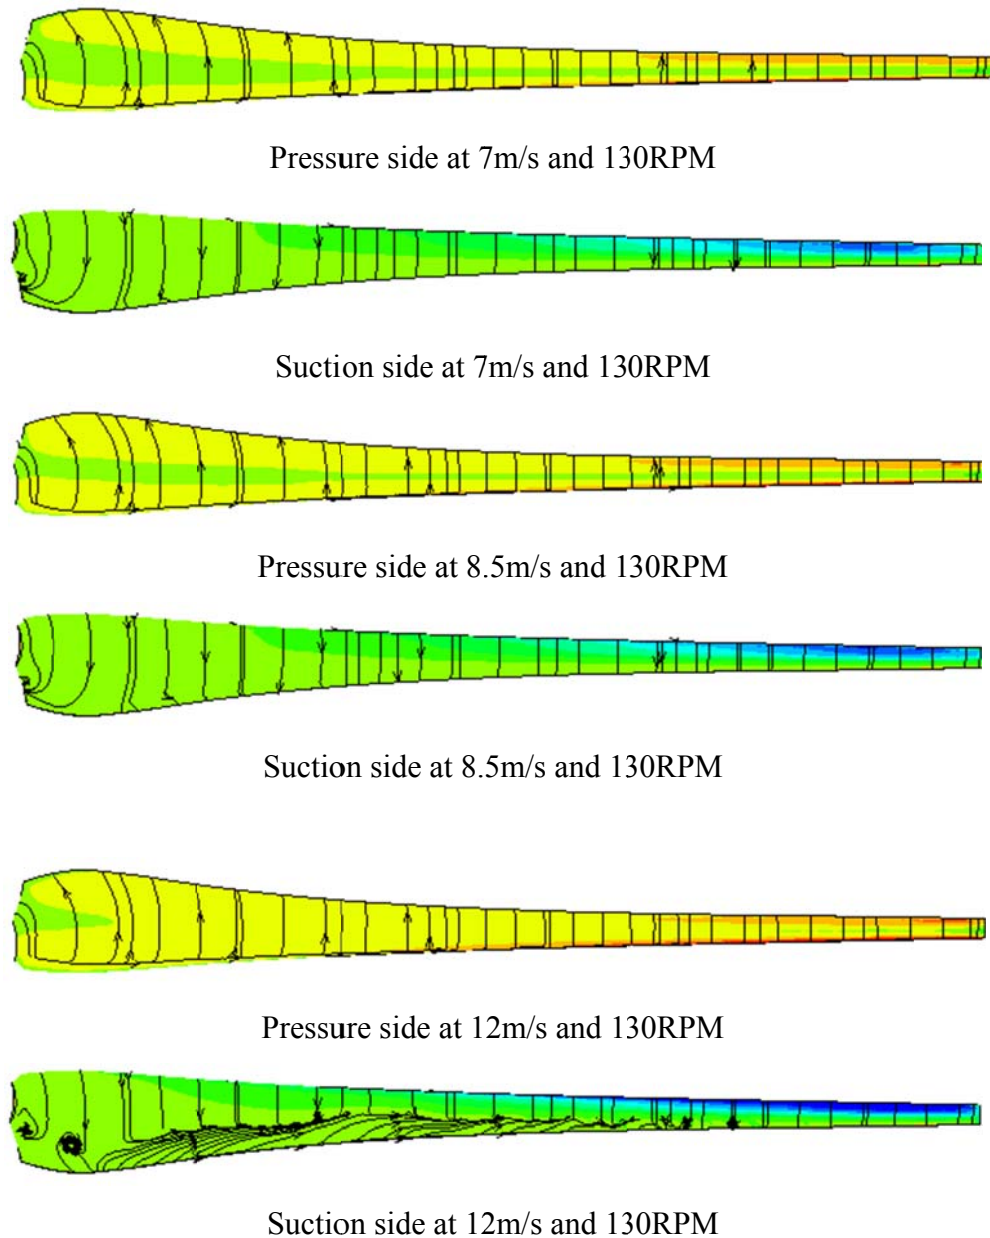 Pressure side at 7m/s and 130RPM
Suction side at 7m/s and 130RPM
Pressure side at 8.5m/s and 130RPM
Suction side at 8.5m/s and 130RPM
Pressure side at 12m/s and 130RPM
Suction side at 12m/s and 130RPM